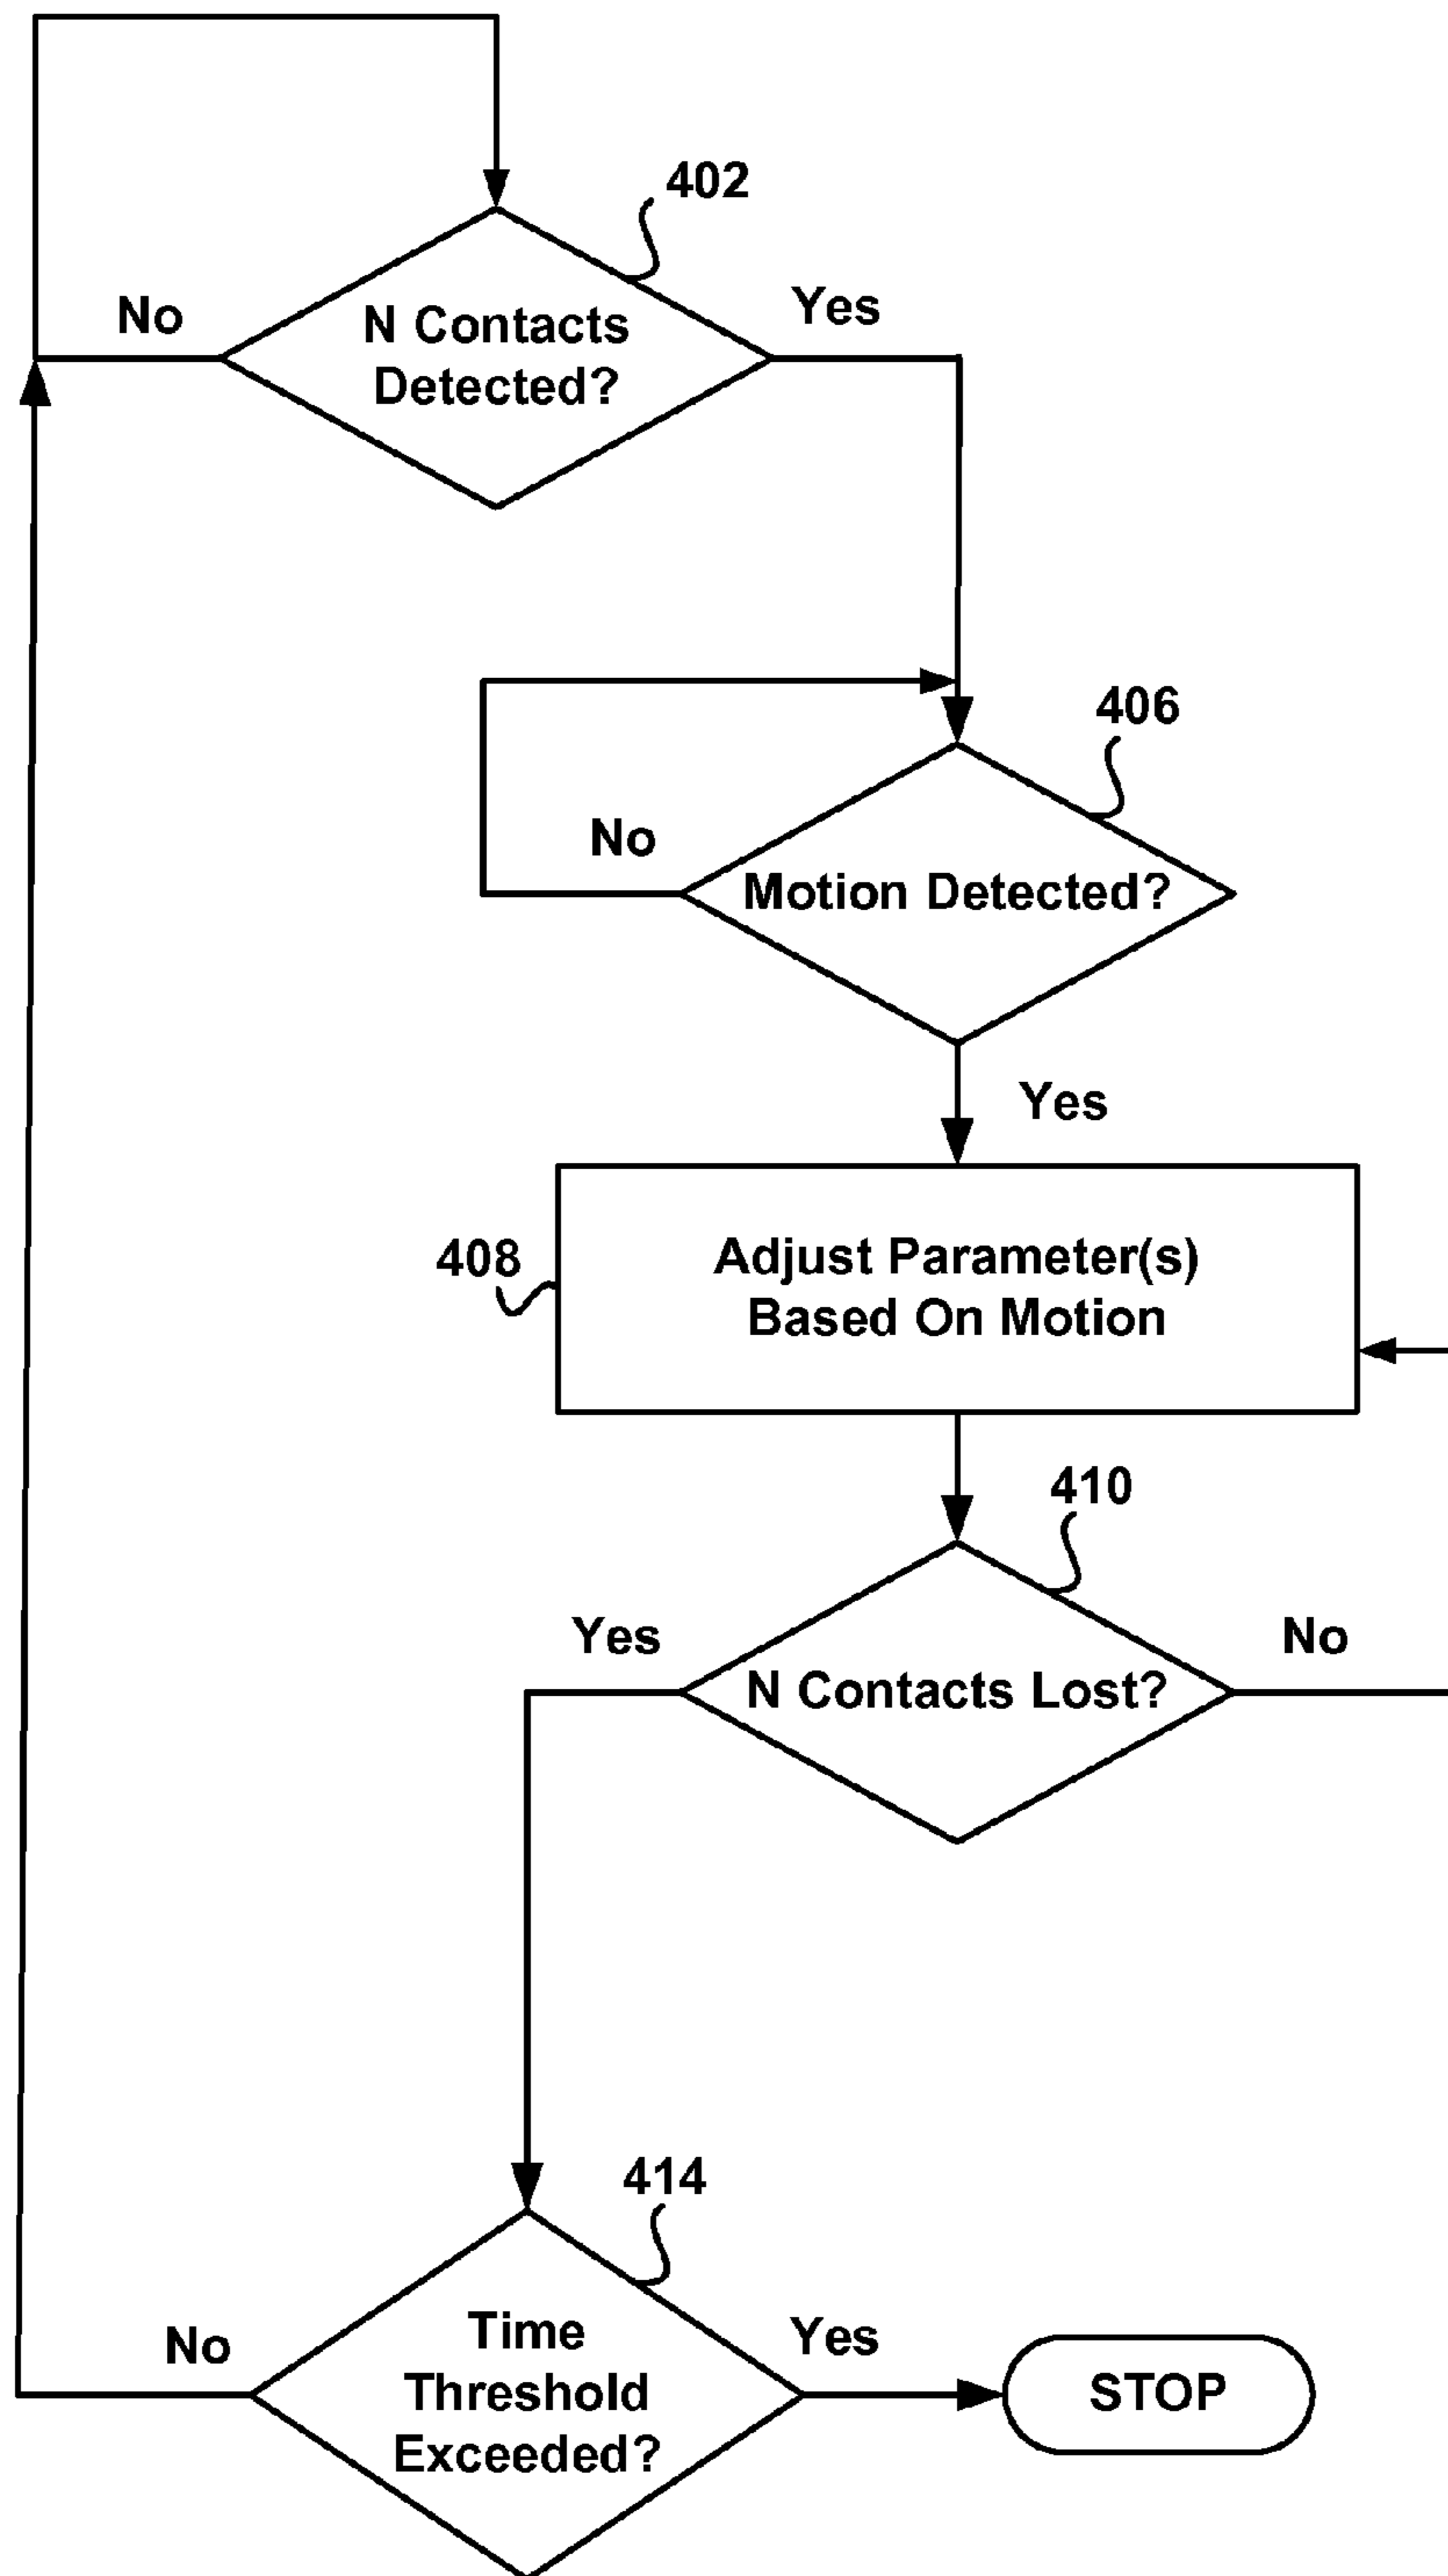 402
No
Yes
N Contacts
Detected?
406
No
Motion Detected?
Yes
408
Adjust Parameter(s)
Based On Motion
410
Yes
No
N Contacts Lost?
414
No
Yes
Time
Threshold
Exceeded?
STOP